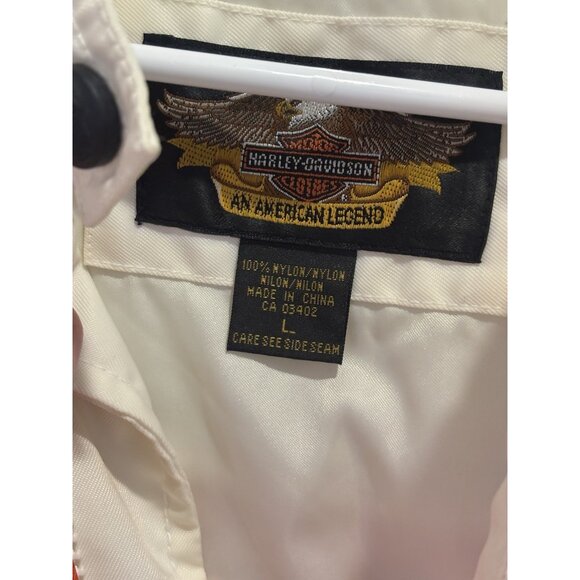 MOTOR
HARLEY-DAVIDSON
CLOTHES
®
AN AMERICAN LEGEND
100% NYLON/NYLON
NILON/NILON
MADE IN CHINA
CA 03402
L
CARE SEE SIDE SEAM